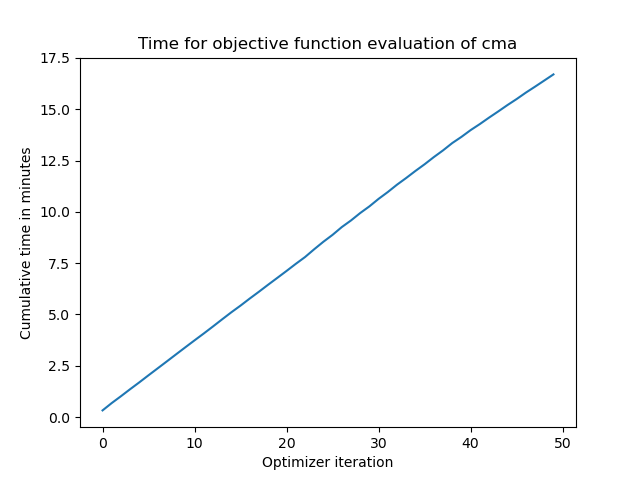 Time for objective function evaluation of cma
Cumulative time in minutes
17.5
15.0
12.5
10.0
7.5
5.0
2.5
0.0
0 10 20 30 40 50
Optimizer iteration